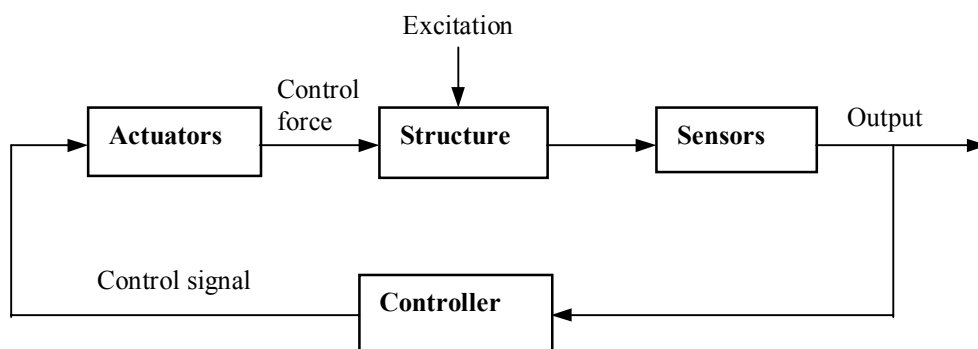 Excitation
Control
force
Actuators
Structure
Sensors
Output
Control signal
Controller